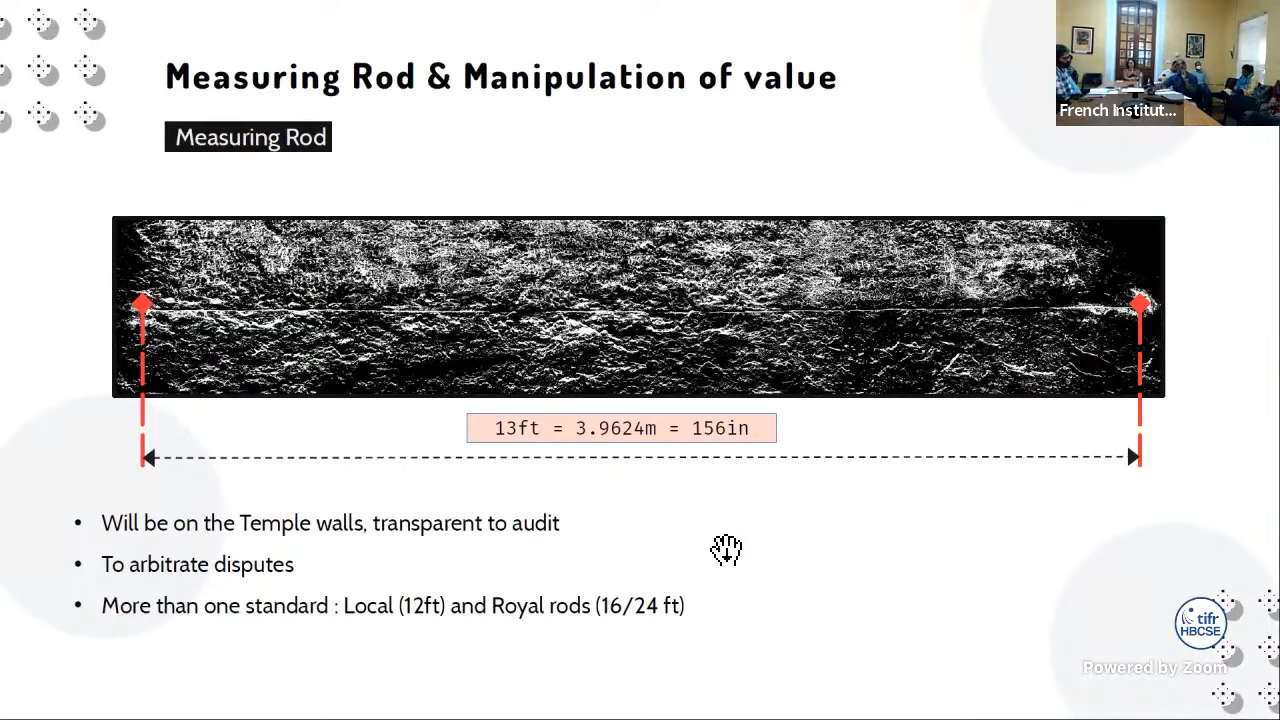 Measuring Rod & Manipulation of value
French Institut...
Measuring Rod
13ft = 3.9624m = 156in
• Will be on the Temple walls, transparent to audit
• To arbitrate disputes
• More than one standard : Local (12ft) and Royal rods (16/24 ft)
tifr
HBCSE
Powered by Zoom